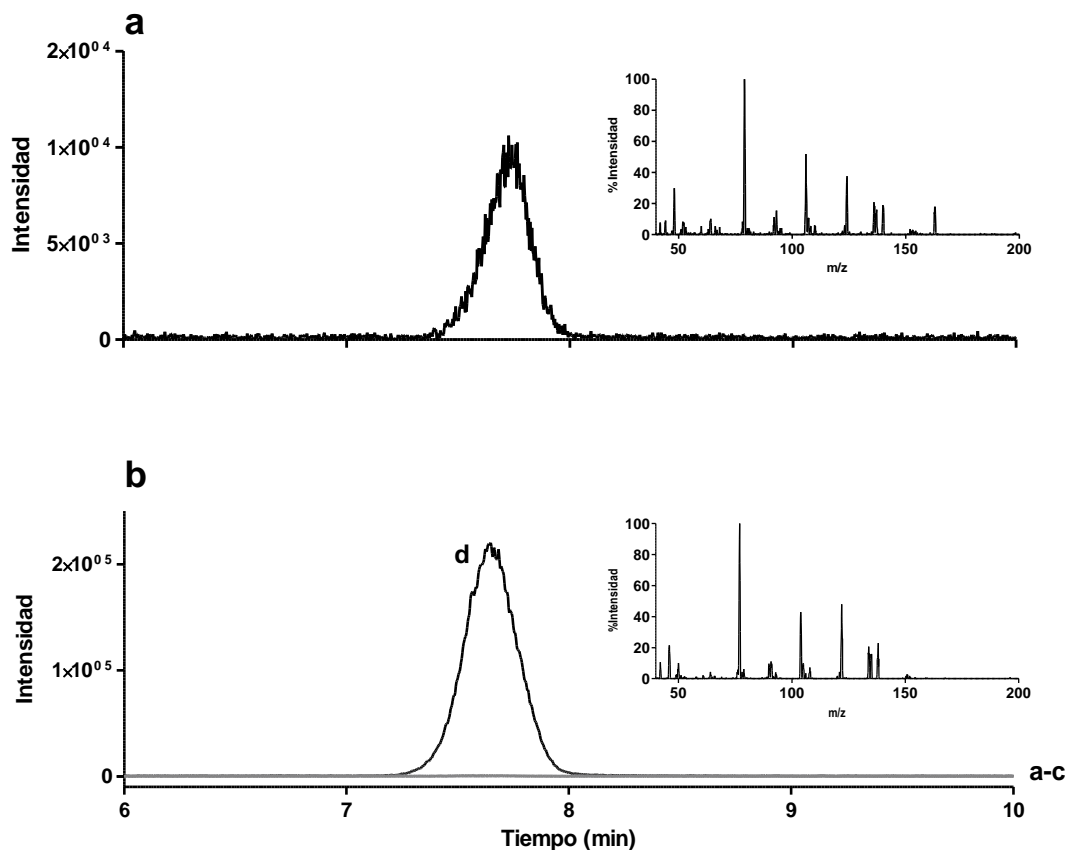 a
2×10⁰⁴
1×10⁰⁴
5×10⁰³
0
Intensidad
100
80
60
40
20
0
%Intensidad
50
100
150
200
m/z
b
2×10⁰⁵
1×10⁰⁵
0
Intensidad
d
a-c
100
80
60
40
20
0
%Intensidad
50
100
150
200
m/z
6
7
8
9
10
Tiempo (min)